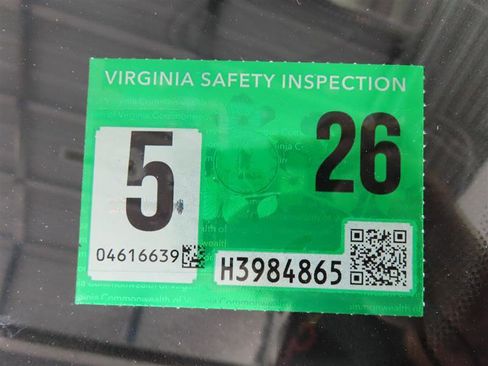 VIRGINIA SAFETY INSPECTION
5
26
04616639
H3984865